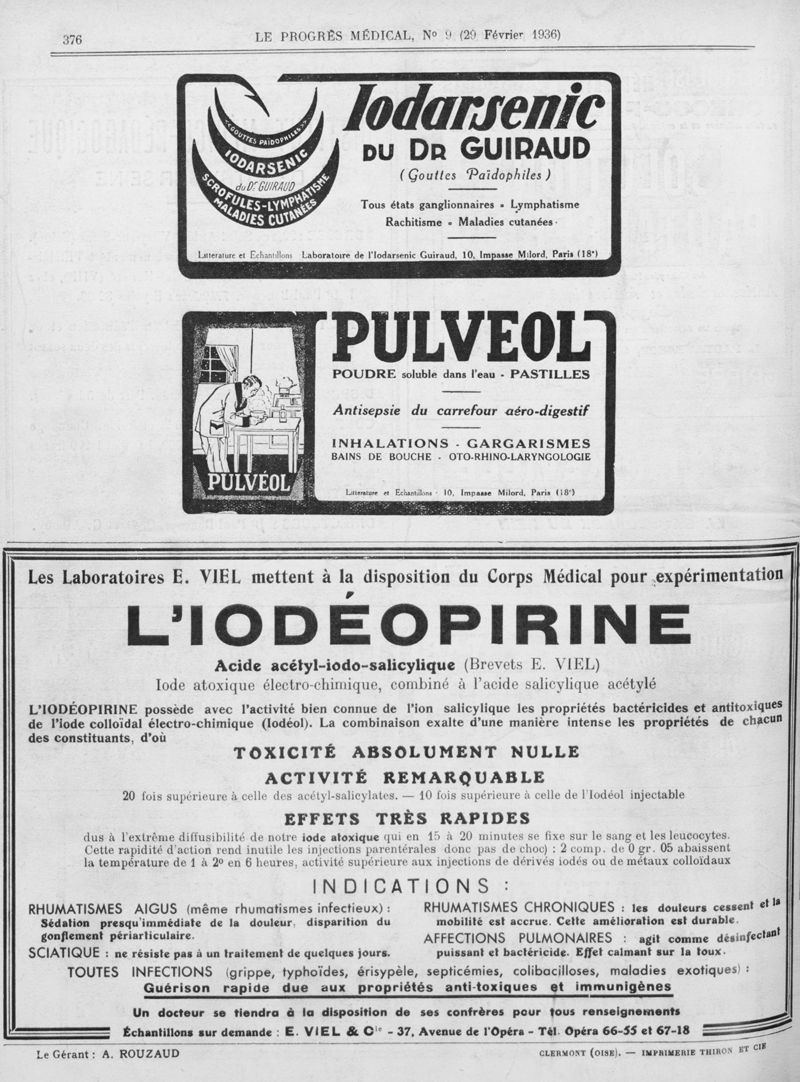 376
LE PROGRÈS MÉDICAL, No 9 (29 Février 1936)
«GOUTTES PAÏDOPHILES»
IODARSENIC
du Dr. GUIRAUD
SCROFULES-LYMPHATISME
MALADIES CUTANÉES
Iodarsenic
DU DR GUIRAUD
(Gouttes Païdophiles)
Tous états ganglionnaires - Lymphatisme
Rachitisme - Maladies cutanées
Littérature et Echantillons Laboratoire de l'Iodarsenic Guiraud, 10, Impasse Milord, Paris (18e)
PULVÉOL
PULVEOL
POUDRE soluble dans l'eau - PASTILLES
Antisepsie du carrefour aéro-digestif
INHALATIONS - GARGARISMES
BAINS DE BOUCHE - OTO-RHINO-LARYNGOLOGIE
Littérature et Echantillons - 10, Impasse Milord, Paris (18e)
Les Laboratoires E. VIEL mettent à la disposition du Corps Médical pour expérimentation
L'IODÉOPIRINE
Acide acétyl-iodo-salicylique (Brevets E. VIEL)
Iode atoxique électro-chimique, combiné à l'acide salicylique acétylé
L'IODÉOPIRINE possède avec l'activité bien connue de l'ion salicylique les propriétés bactéricides et antitoxiques
de l'iode colloïdal électro-chimique (Iodéol). La combinaison exalte d'une manière intense les propriétés de chacun
des constituants, d'où
TOXICITÉ ABSOLUMENT NULLE
ACTIVITÉ REMARQUABLE
20 fois supérieure à celle des acétyl-salicylates. — 10 fois supérieure à celle de l'Iodéol injectable
EFFETS TRÈS RAPIDES
dus à l'extrême diffusibilité de notre iode atoxique qui en 15 à 20 minutes se fixe sur le sang et les leucocytes.
Cette rapidité d'action rend inutile les injections parentérales donc pas de choc) : 2 comp. de 0 gr. 05 abaissent
la température de 1 à 2o en 6 heures, activité supérieure aux injections de dérivés iodés ou de métaux colloïdaux
INDICATIONS :
RHUMATISMES AIGUS (même rhumatismes infectieux) :
Sédation presqu'immédiate de la douleur, disparition du
gonflement périarticulaire.
SCIATIQUE : ne résiste pas à un traitement de quelques jours.
RHUMATISMES CHRONIQUES : les douleurs cessent et la
mobilité est accrue. Cette amélioration est durable.
AFFECTIONS PULMONAIRES : agit comme désinfectant
puissant et bactéricide. Effet calmant sur la toux.
TOUTES INFECTIONS (grippe, typhoïdes, érisypèle, septicémies, colibacilloses, maladies exotiques) :
Guérison rapide due aux propriétés anti-toxiques et immunigènes
Un docteur se tiendra à la disposition de ses confrères pour tous renseignements
Échantillons sur demande : E. VIEL & Cie - 37, Avenue de l'Opéra - Tél. Opéra 66-55 et 67-18
Le Gérant : A. ROUZAUD
CLERMONT (OISE). — IMPRIMERIE THIRON ET CIE